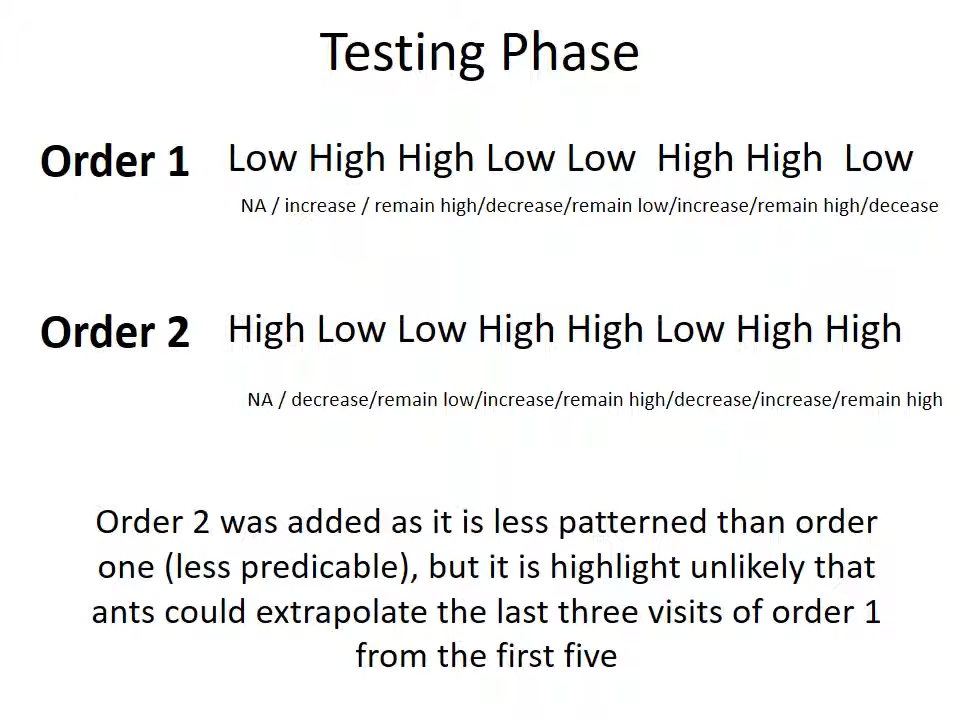 Testing Phase
Order 1 Low High High Low Low High High Low
NA / increase / remain high/decrease/remain low/increase/remain high/decease
Order 2 High Low Low High High Low High High
NA / decrease/remain low/increase/remain high/decrease/increase/remain high
Order 2 was added as it is less patterned than order
one (less predicable), but it is highlight unlikely that
ants could extrapolate the last three visits of order 1
from the first five